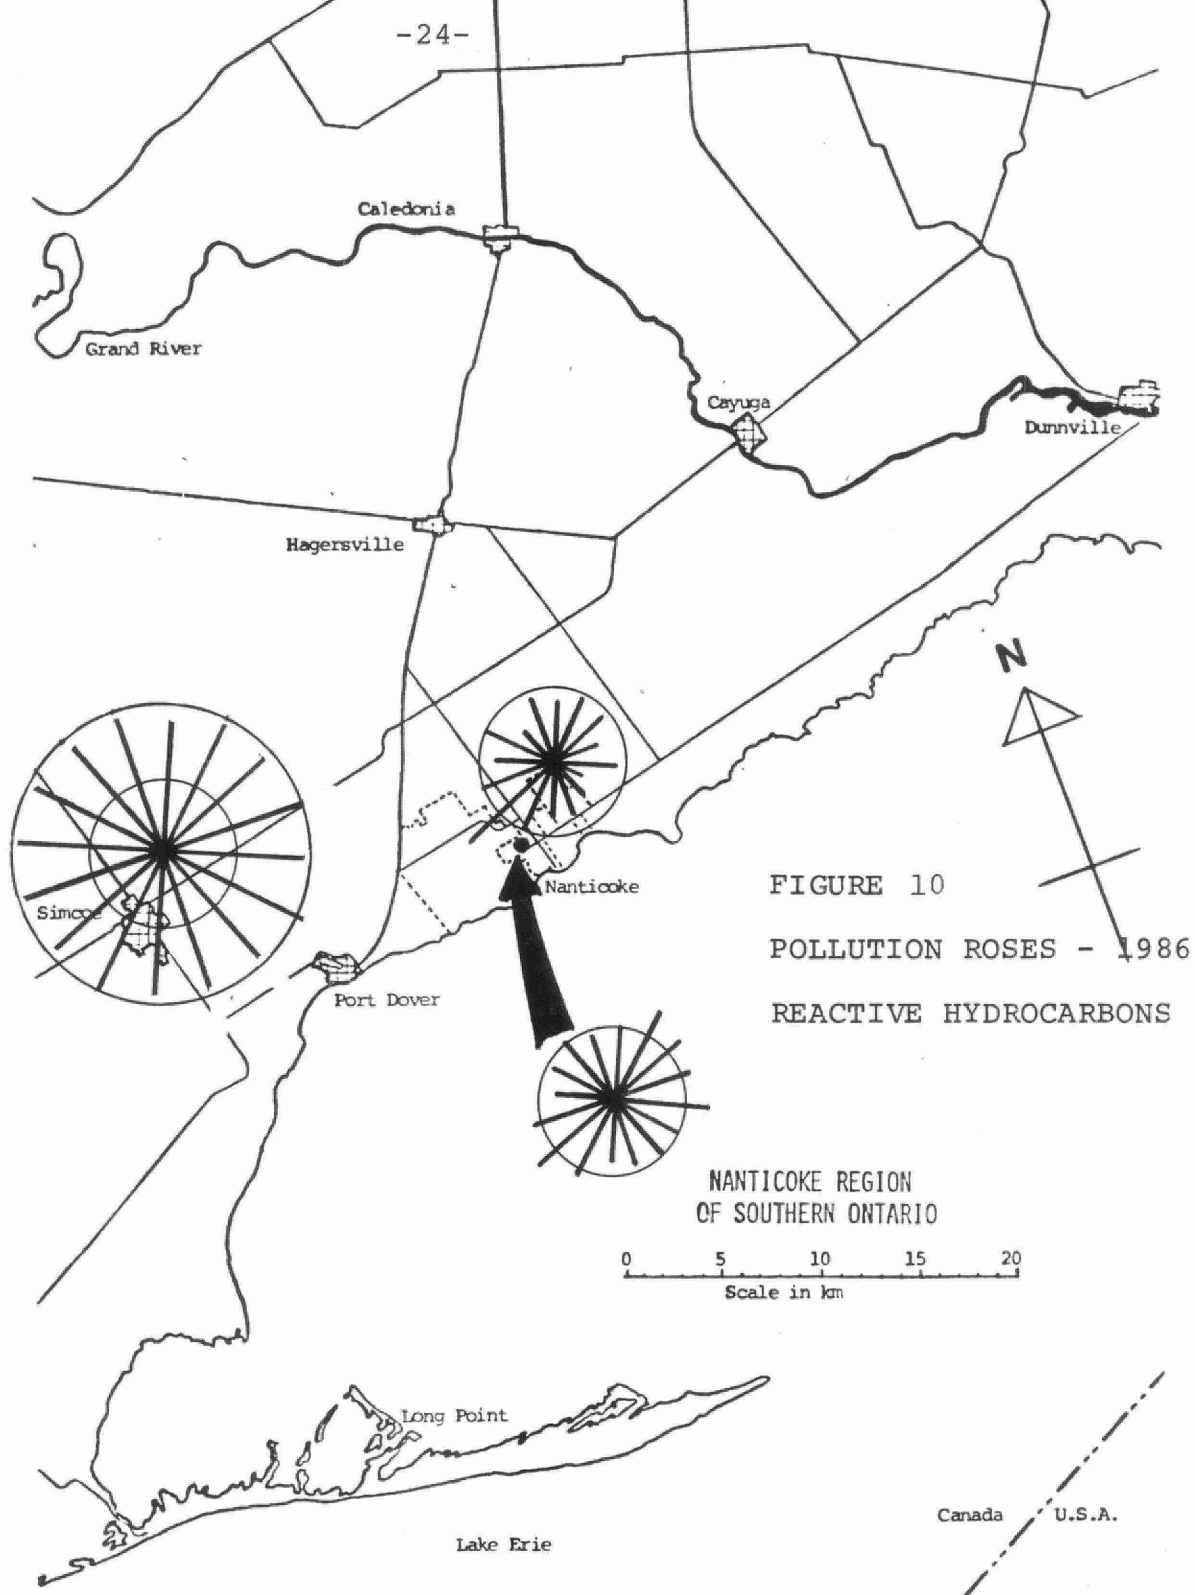 -24-
Caledonia
Grand River
Cayuga
Dunnville
Hagersville
N
Simcoe
Nanticoke
FIGURE 10
POLLUTION ROSES - 1986
REACTIVE HYDROCARBONS
Port Dover
NANTICOKE REGION
OF SOUTHERN ONTARIO
0 5 10 15 20
Scale in km
Long Point
Canada U.S.A.
Lake Erie